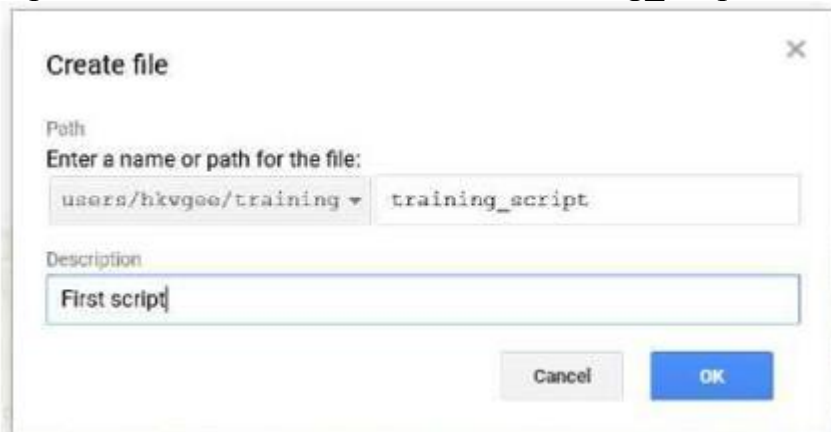 Create file
Path
Enter a name or path for the file:
users/hkvgee/training training_script
Description
First script
Cancel OK